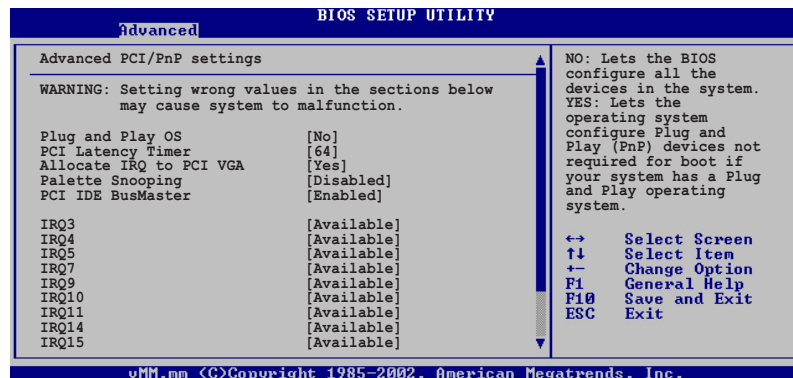 BIOS SETUP UTILITY
Advanced
Advanced PCI/PnP settings
WARNING: Setting wrong values in the sections below
may cause system to malfunction.
Plug and Play OS [No]
PCI Latency Timer [64]
Allocate IRQ to PCI VGA [Yes]
Palette Snooping [Disabled]
PCI IDE BusMaster [Enabled]
IRQ3 [Available]
IRQ4 [Available]
IRQ5 [Available]
IRQ7 [Available]
IRQ9 [Available]
IRQ10 [Available]
IRQ11 [Available]
IRQ14 [Available]
IRQ15 [Available]
NO: Lets the BIOS
configure all the
devices in the system.
YES: Lets the
operating system
configure Plug and
Play (PnP) devices not
required for boot if
your system has a Plug
and Play operating
system.
↔ Select Screen
↑↓ Select Item
+- Change Option
F1 General Help
F10 Save and Exit
ESC Exit
vMM.mm (C)Copyright 1985-2002, American Megatrends, Inc.